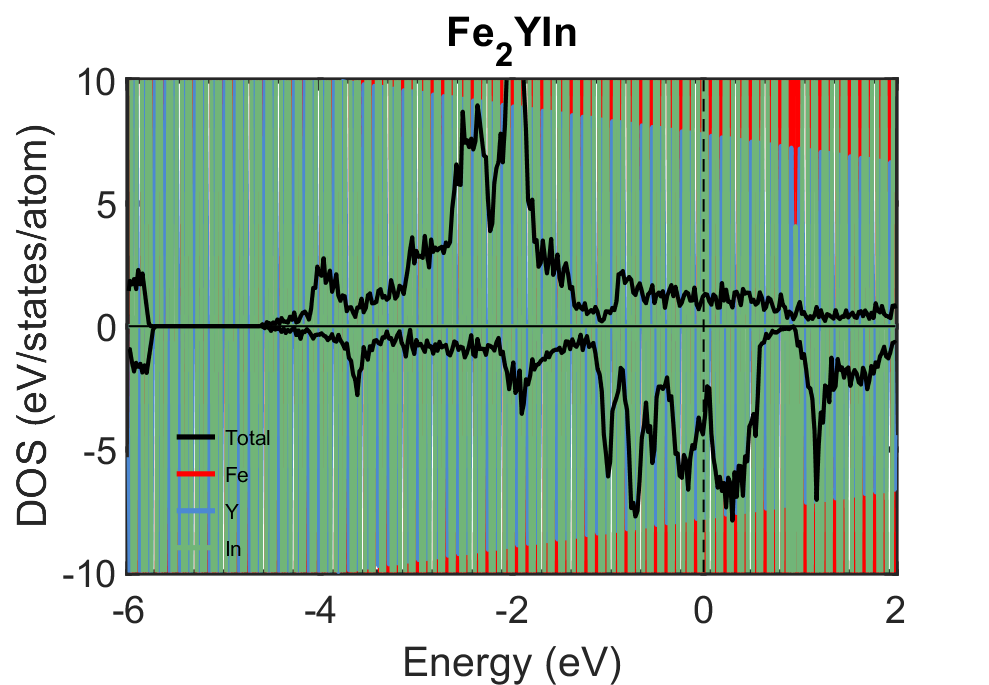 Fe₂YIn
DOS (eV/states/atom)
10
5
0
-5
-10
Total
Fe
Y
In
-6 -4 -2 0 2
Energy (eV)